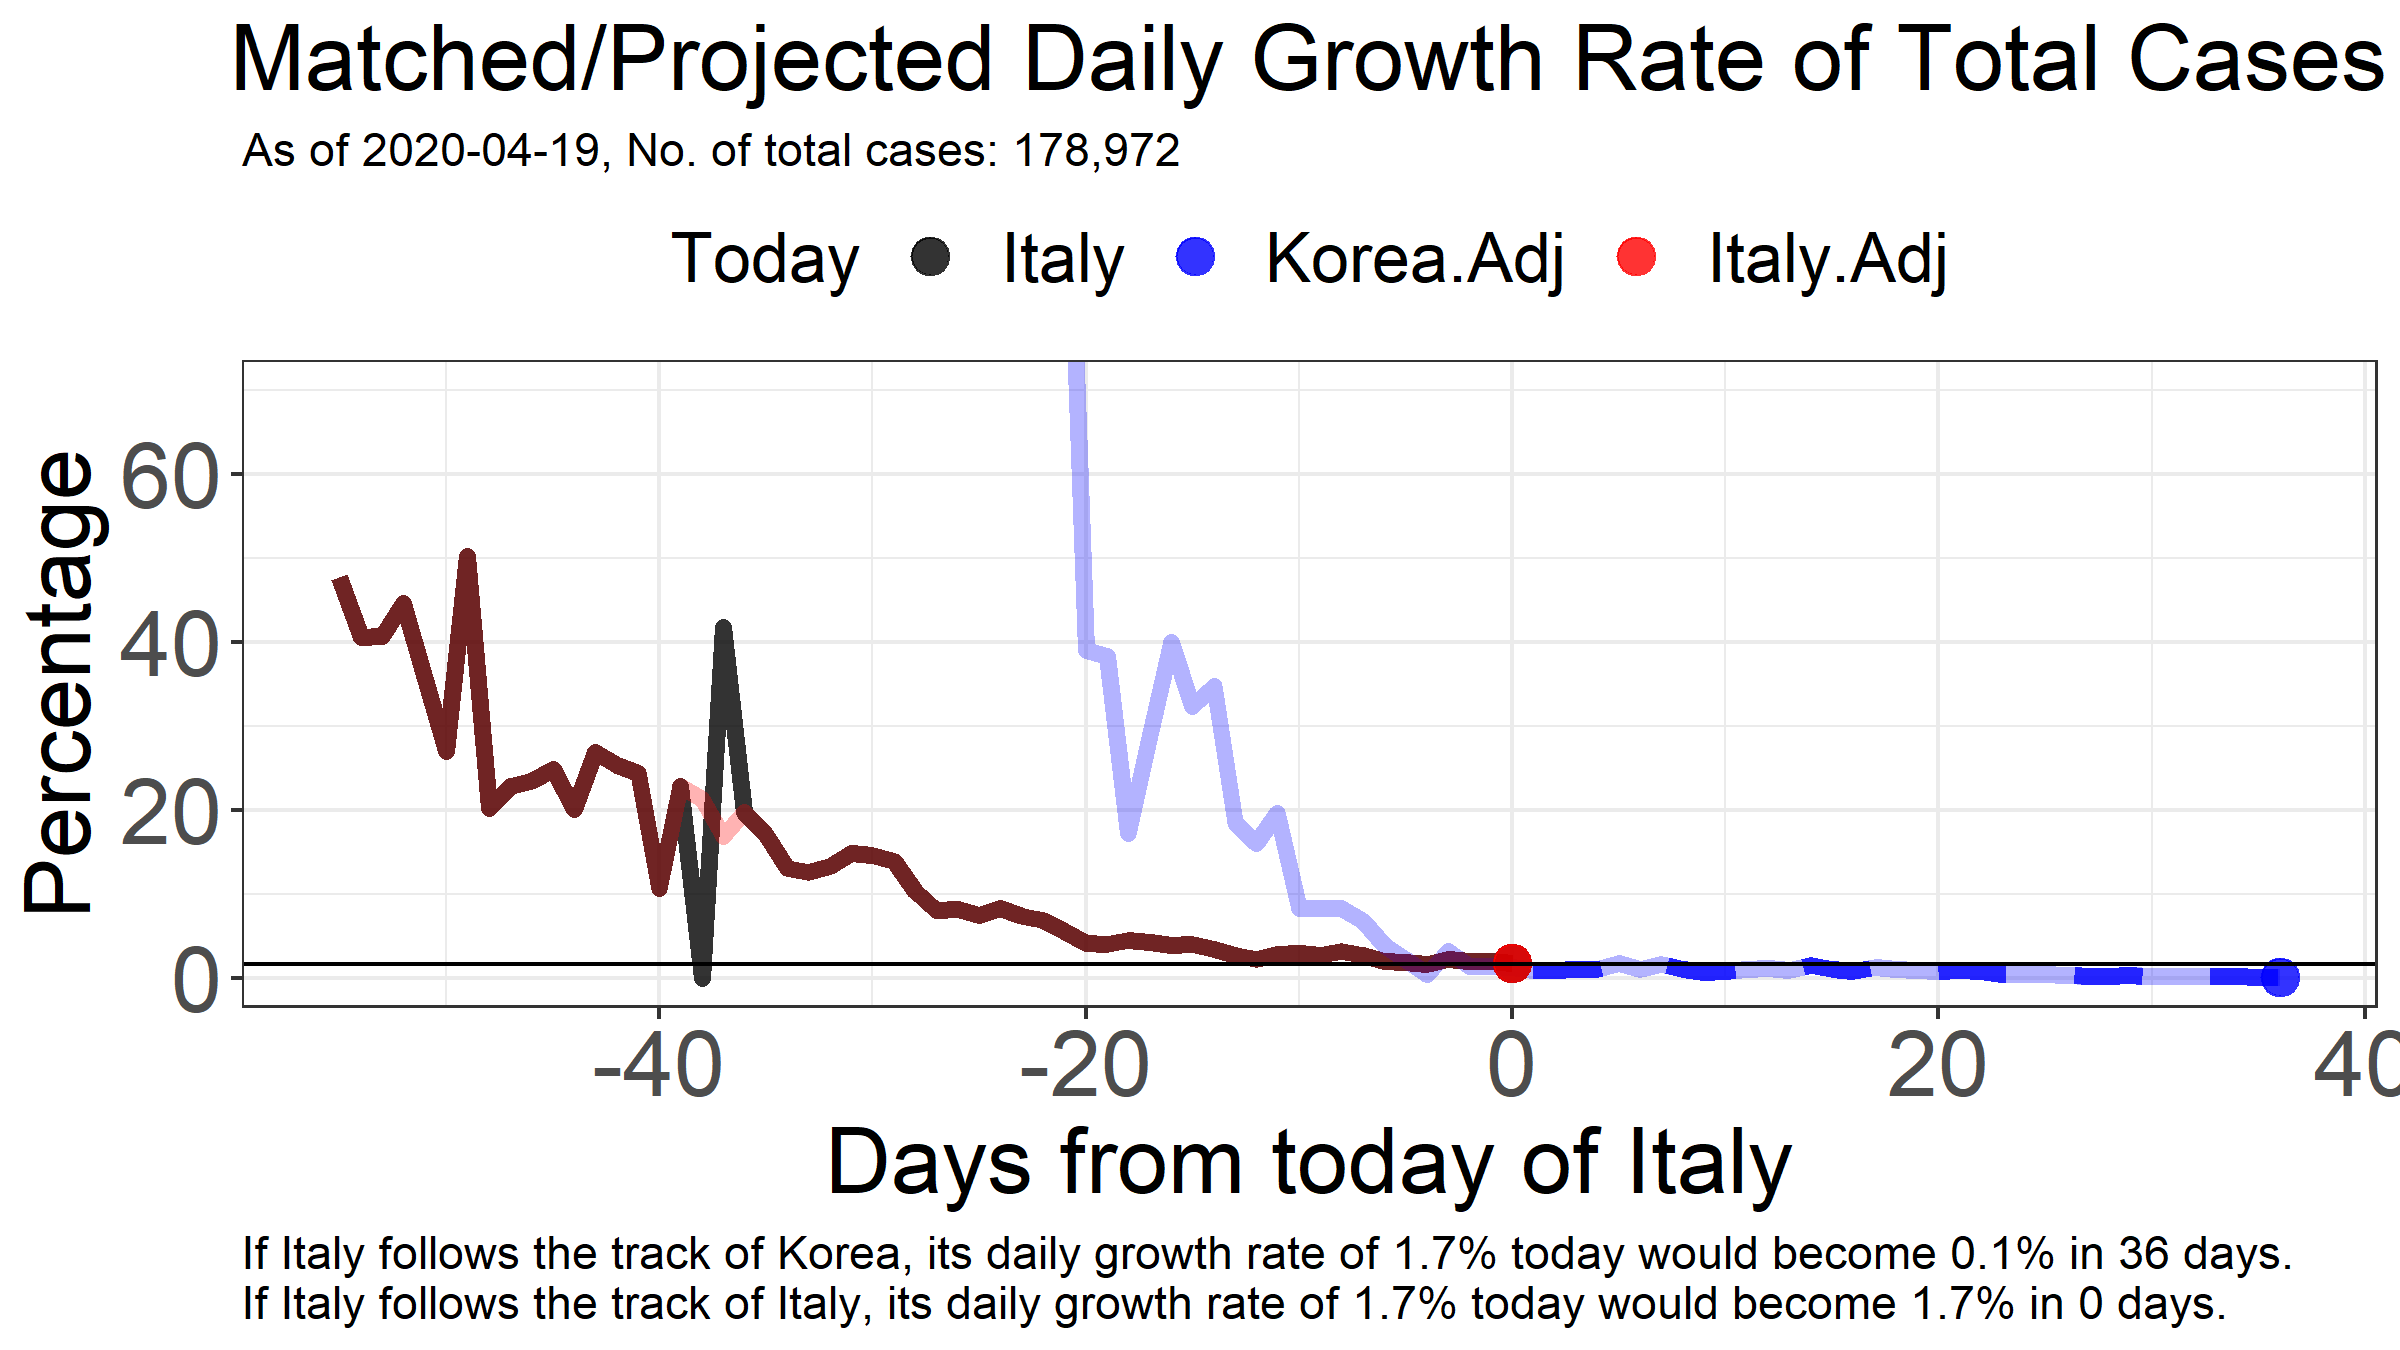 Matched/Projected Daily Growth Rate of Total Cases
As of 2020-04-19, No. of total cases: 178,972
Today Italy Korea.Adj Italy.Adj
Percentage
60
40
20
0
-40 -20 0 20 40
Days from today of Italy
If Italy follows the track of Korea, its daily growth rate of 1.7% today would become 0.1% in 36 days.
If Italy follows the track of Italy, its daily growth rate of 1.7% today would become 1.7% in 0 days.